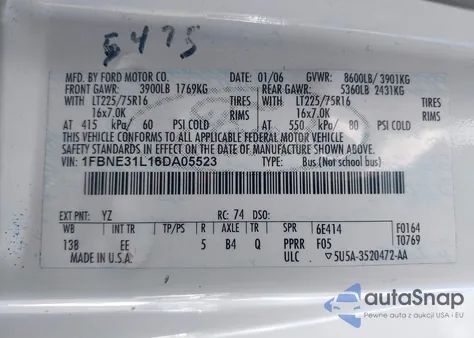 5475
MFD. BY FORD MOTOR CO. 01/06 GVWR: 8600LB/ 3901KG
FRONT GAWR: 3900LB 1769KG REAR GAWR: 5360LB 2431KG
WITH LT225/75R16 TIRES WITH LT225/75R16 TIRES
16x7.0K RIMS 16x7.0K RIMS
AT 415 kPa/ 60 PSI COLD AT 550 kPa/ 80 PSI COLD
THIS VEHICLE CONFORMS TO ALL APPLICABLE FEDERAL MOTOR VEHICLE
SAFETY STANDARDS IN EFFECT ON THE DATE OF MANUFACTURE SHOWN ABOVE.
VIN: 1FBNE31L16DA05523 TYPE: Bus (Not school bus)
EXT PNT: YZ RC: 74 DSO:
WB INT TR TP/PS R AXLE TR SPR 6E414 F0164
138 EE 5 B4 Q PPRR F05 T0769
MADE IN U.S.A. ULC ▽5U5A-3520472-AA
autoSnap
Pewne auto z USA i EU